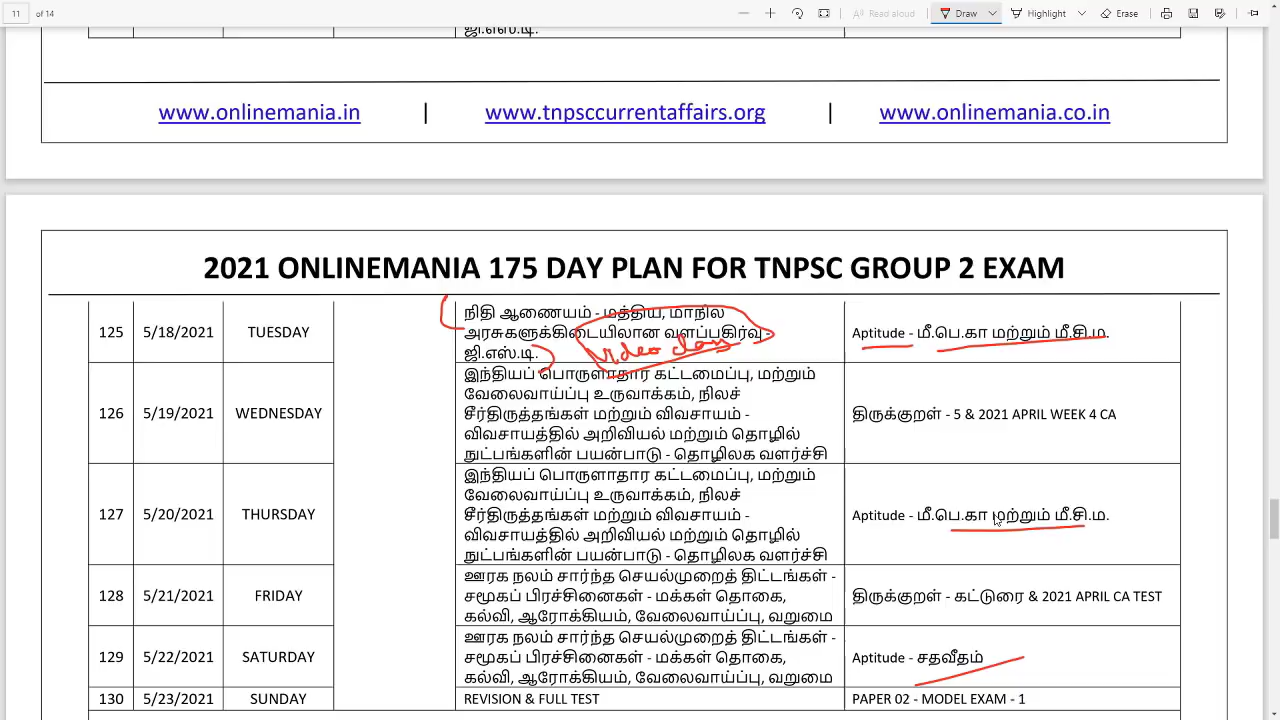 11 of 14 Read aloud Draw Highlight Erase
ஜி.எஸ்.டி.
www.onlinemania.in | www.tnpsccurrentaffairs.org | www.onlinemania.co.in
2021 ONLINEMANIA 175 DAY PLAN FOR TNPSC GROUP 2 EXAM
125 5/18/2021 TUESDAY
நிதி ஆணையம் - மத்திய, மாநில
அரசுகளுக்கிடையிலான வளப்பதிர்வு -
ஜி.எஸ்.டி.
video class
Aptitude - மீ.பெ.கா மற்றும் மீ.சி.ம.
126 5/19/2021 WEDNESDAY
இந்தியப் பொருளாதார கட்டமைப்பு, மற்றும்
வேலைவாய்ப்பு உருவாக்கம், நிலச்
சீர்திருத்தங்கள் மற்றும் விவசாயம் -
விவசாயத்தில் அறிவியல் மற்றும் தொழில்
நுட்பங்களின் பயன்பாடு - தொழிலக வளர்ச்சி
திருக்குறள் - 5 & 2021 APRIL WEEK 4 CA
127 5/20/2021 THURSDAY
இந்தியப் பொருளாதார கட்டமைப்பு, மற்றும்
வேலைவாய்ப்பு உருவாக்கம், நிலச்
சீர்திருத்தங்கள் மற்றும் விவசாயம் -
விவசாயத்தில் அறிவியல் மற்றும் தொழில்
நுட்பங்களின் பயன்பாடு - தொழிலக வளர்ச்சி
Aptitude - மீ.பெ.கா மற்றும் மீ.சி.ம.
128 5/21/2021 FRIDAY
ஊரக நலம் சார்ந்த செயல்முறைத் திட்டங்கள் -
சமூகப் பிரச்சினைகள் - மக்கள் தொகை,
கல்வி, ஆரோக்கியம், வேலைவாய்ப்பு, வறுமை
திருக்குறள் - கட்டுரை & 2021 APRIL CA TEST
129 5/22/2021 SATURDAY
ஊரக நலம் சார்ந்த செயல்முறைத் திட்டங்கள் -
சமூகப் பிரச்சினைகள் - மக்கள் தொகை,
கல்வி, ஆரோக்கியம், வேலைவாய்ப்பு, வறுமை
Aptitude - சதவீதம்
130 5/23/2021 SUNDAY REVISION & FULL TEST PAPER 02 - MODEL EXAM - 1